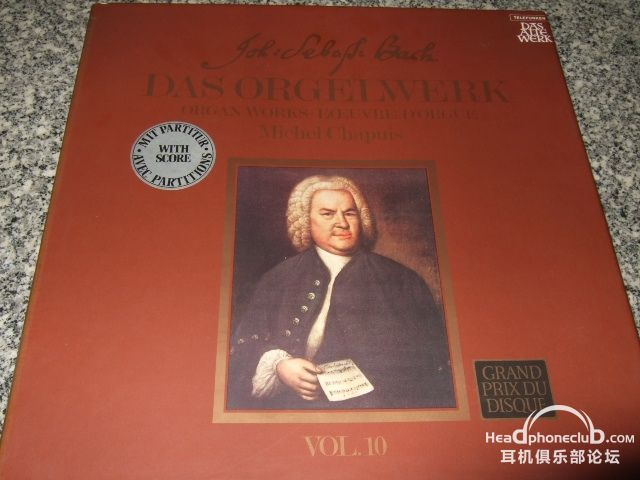 TELEFUNKEN
DAS
ALTE
WERK
Joh: Sebast: Bach.
DAS ORGELWERK
ORGAN WORKS · L'ŒUVRE D'ORGUE
Michel Chapuis
MIT PARTITUR
WITH
SCORE
AVEC PARTITIONS
GRAND
PRIX DU
DISQUE
VOL. 10
Headphoneclub.com
耳机俱乐部论坛